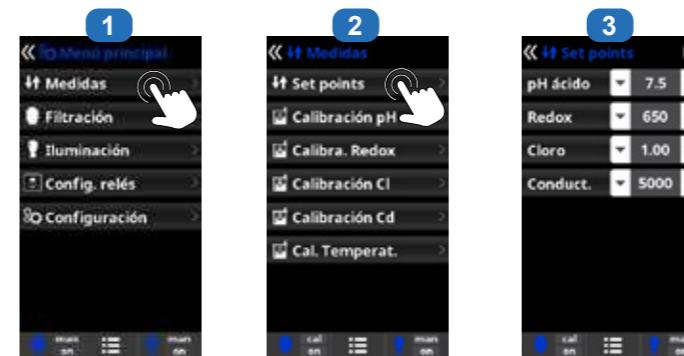 1
Menú principal
Medidas
Filtración
Iluminación
Config. relés
Configuración
man on
man on
2
Medidas
Set points
Calibración pH
Calibra. Redox
Calibración Cl
Calibración Cd
Cal. Temperat.
cal on
man on
3
Set points
pH ácido 7.5
Redox 650
Cloro 1.00
Conduct. 5000
cal on